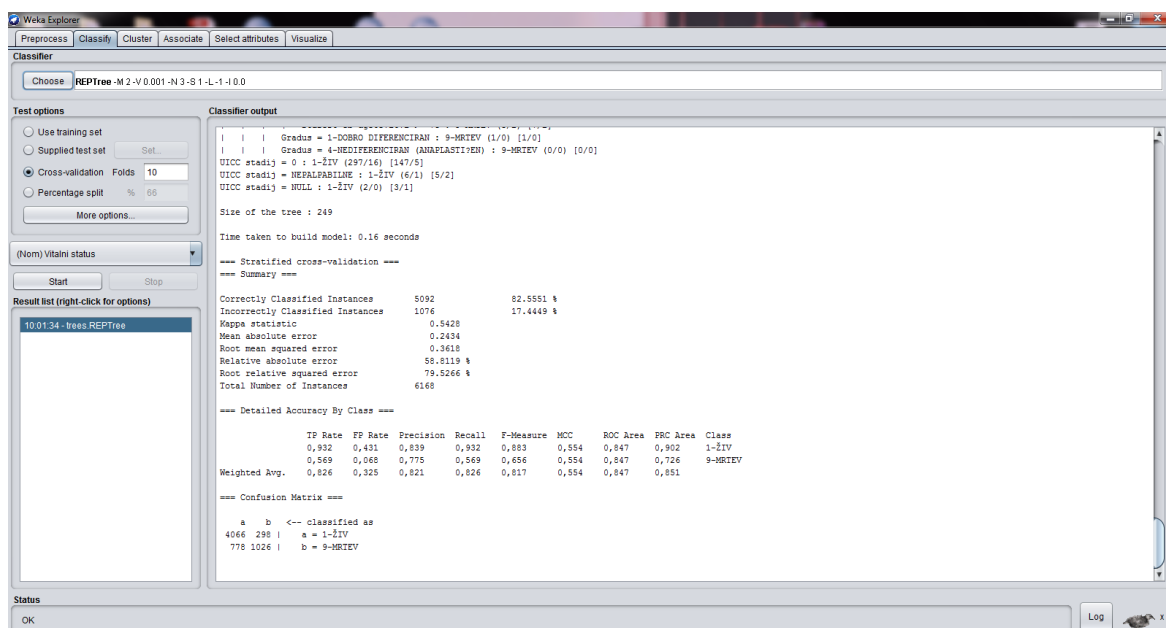 Weka Explorer
Preprocess Classify Cluster Associate Select attributes Visualize
Classifier
Choose REPTree -M 2 -V 0.001 -N 3 -S 1 -L -1 -I 0.0
Test options
Use training set
Supplied test set Set...
Cross-validation Folds 10
Percentage split % 66
More options...
(Nom) Vitalni status
Start Stop
Result list (right-click for options)
10:01:34 - trees.REPTree
Classifier output
| | | Gradus = 1-DOBRO DIFERENCIRAN : 9-MRTEV (1/0) [1/0]
| | | Gradus = 4-NEDIFERENCIRAN (ANAPLASTI?EN) : 9-MRTEV (0/0) [0/0]
UICC stadij = 0 : 1-ŽIV (297/16) [147/5]
UICC stadij = NEPALPABILNE : 1-ŽIV (6/1) [5/2]
UICC stadij = NULL : 1-ŽIV (2/0) [3/1]
Size of the tree : 249
Time taken to build model: 0.16 seconds
=== Stratified cross-validation ===
=== Summary ===
Correctly Classified Instances 5092 82.5551 %
Incorrectly Classified Instances 1076 17.4449 %
Kappa statistic 0.5428
Mean absolute error 0.2434
Root mean squared error 0.3618
Relative absolute error 58.8119 %
Root relative squared error 79.5266 %
Total Number of Instances 6168
=== Detailed Accuracy By Class ===
TP Rate FP Rate Precision Recall F-Measure MCC ROC Area PRC Area Class
0,932 0,431 0,839 0,932 0,883 0,554 0,847 0,902 1-ŽIV
0,569 0,068 0,775 0,569 0,656 0,554 0,847 0,726 9-MRTEV
Weighted Avg. 0,826 0,325 0,821 0,826 0,817 0,554 0,847 0,851
=== Confusion Matrix ===
a b <-- classified as
4066 298 | a = 1-ŽIV
778 1026 | b = 9-MRTEV
Status
OK
Log
x